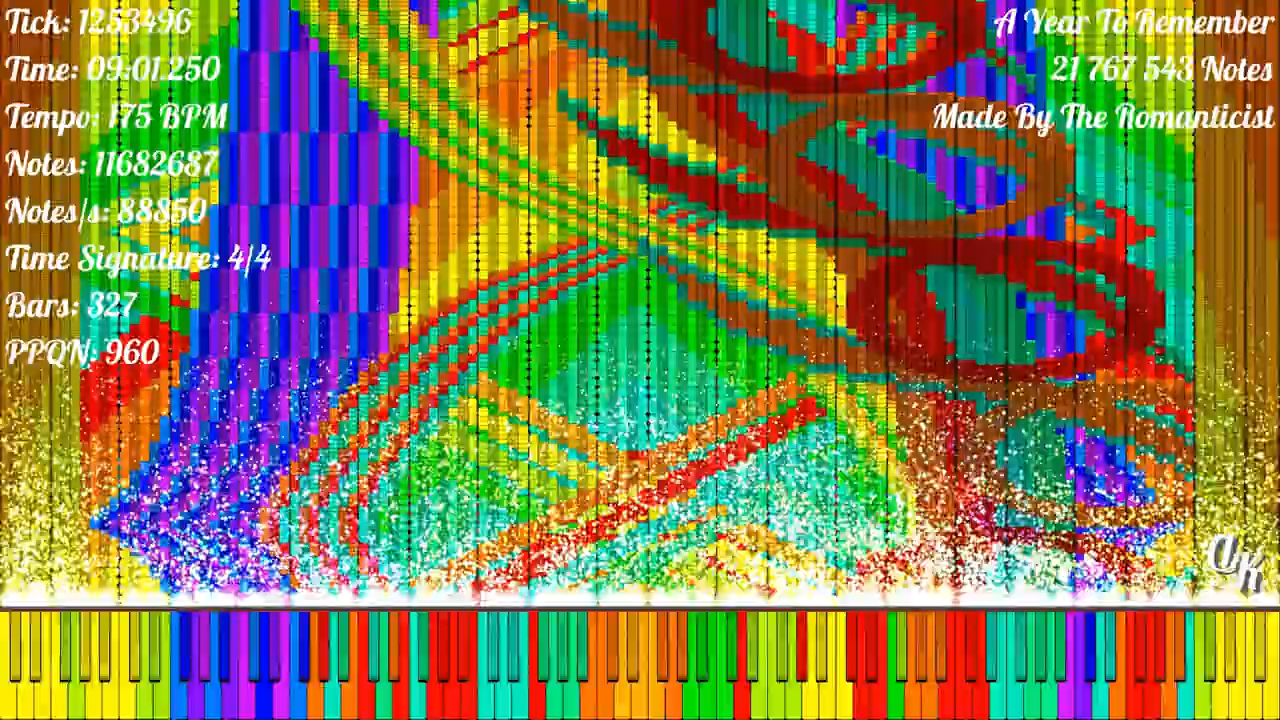 Tick: 1253496
Time: 09:01.250
Tempo: 175 BPM
Notes: 11682687
Notes/s: 88850
Time Signature: 4/4
Bars: 327
PPQN: 960
A Year To Remember
21 767 543 Notes
Made By The Romanticist